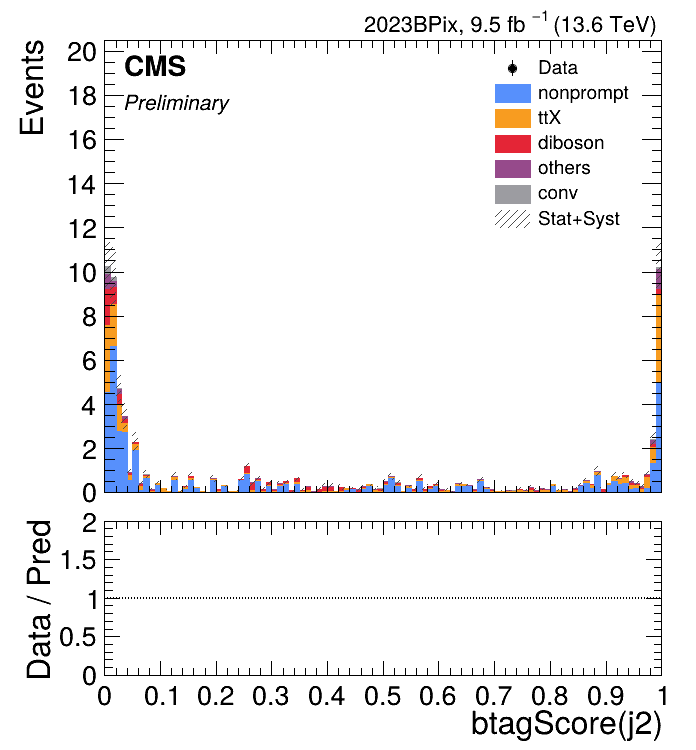 2023BPix, 9.5 fb⁻¹ (13.6 TeV)
CMS
Preliminary
Events
20
18
16
14
12
10
8
6
4
2
0
Data
nonprompt
ttX
diboson
others
conv
Stat+Syst
Data / Pred
2
1.5
1
0.5
0
0 0.1 0.2 0.3 0.4 0.5 0.6 0.7 0.8 0.9 1
btagScore(j2)